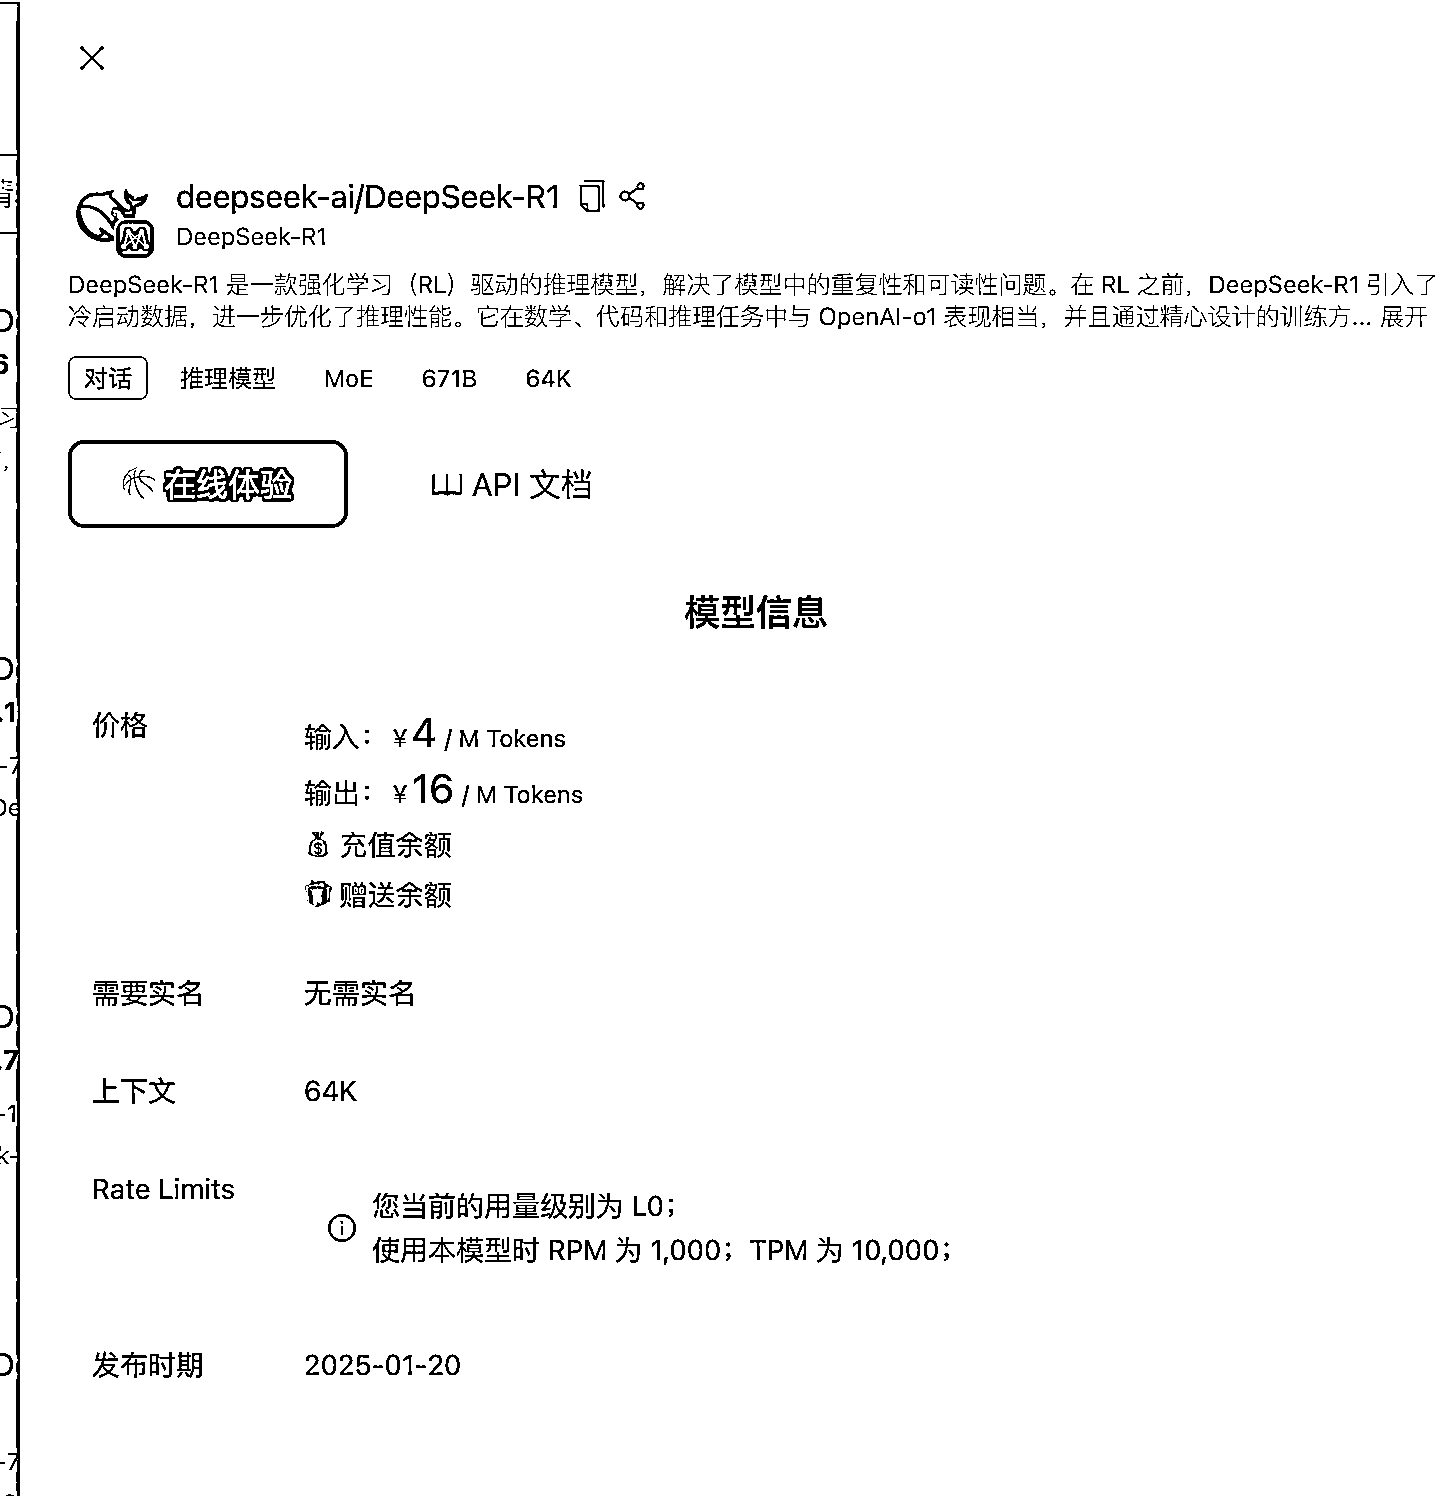 deepseek-ai/DeepSeek-R1
DeepSeek-R1
DeepSeek-R1 是一款强化学习（RL）驱动的推理模型，解决了模型中的重复性和可读性问题。在 RL 之前，DeepSeek-R1 引入了
冷启动数据，进一步优化了推理性能。它在数学、代码和推理任务中与 OpenAI-o1 表现相当，并且通过精心设计的训练方... 展开
对话 推理模型 MoE 671B 64K
在线体验 API 文档
模型信息
价格 输入：¥4 / M Tokens
输出：¥16 / M Tokens
充值余额
赠送余额
需要实名 无需实名
上下文 64K
Rate Limits
您当前的用量级别为 L0；
使用本模型时 RPM 为 1,000；TPM 为 10,000；
发布时期 2025-01-20